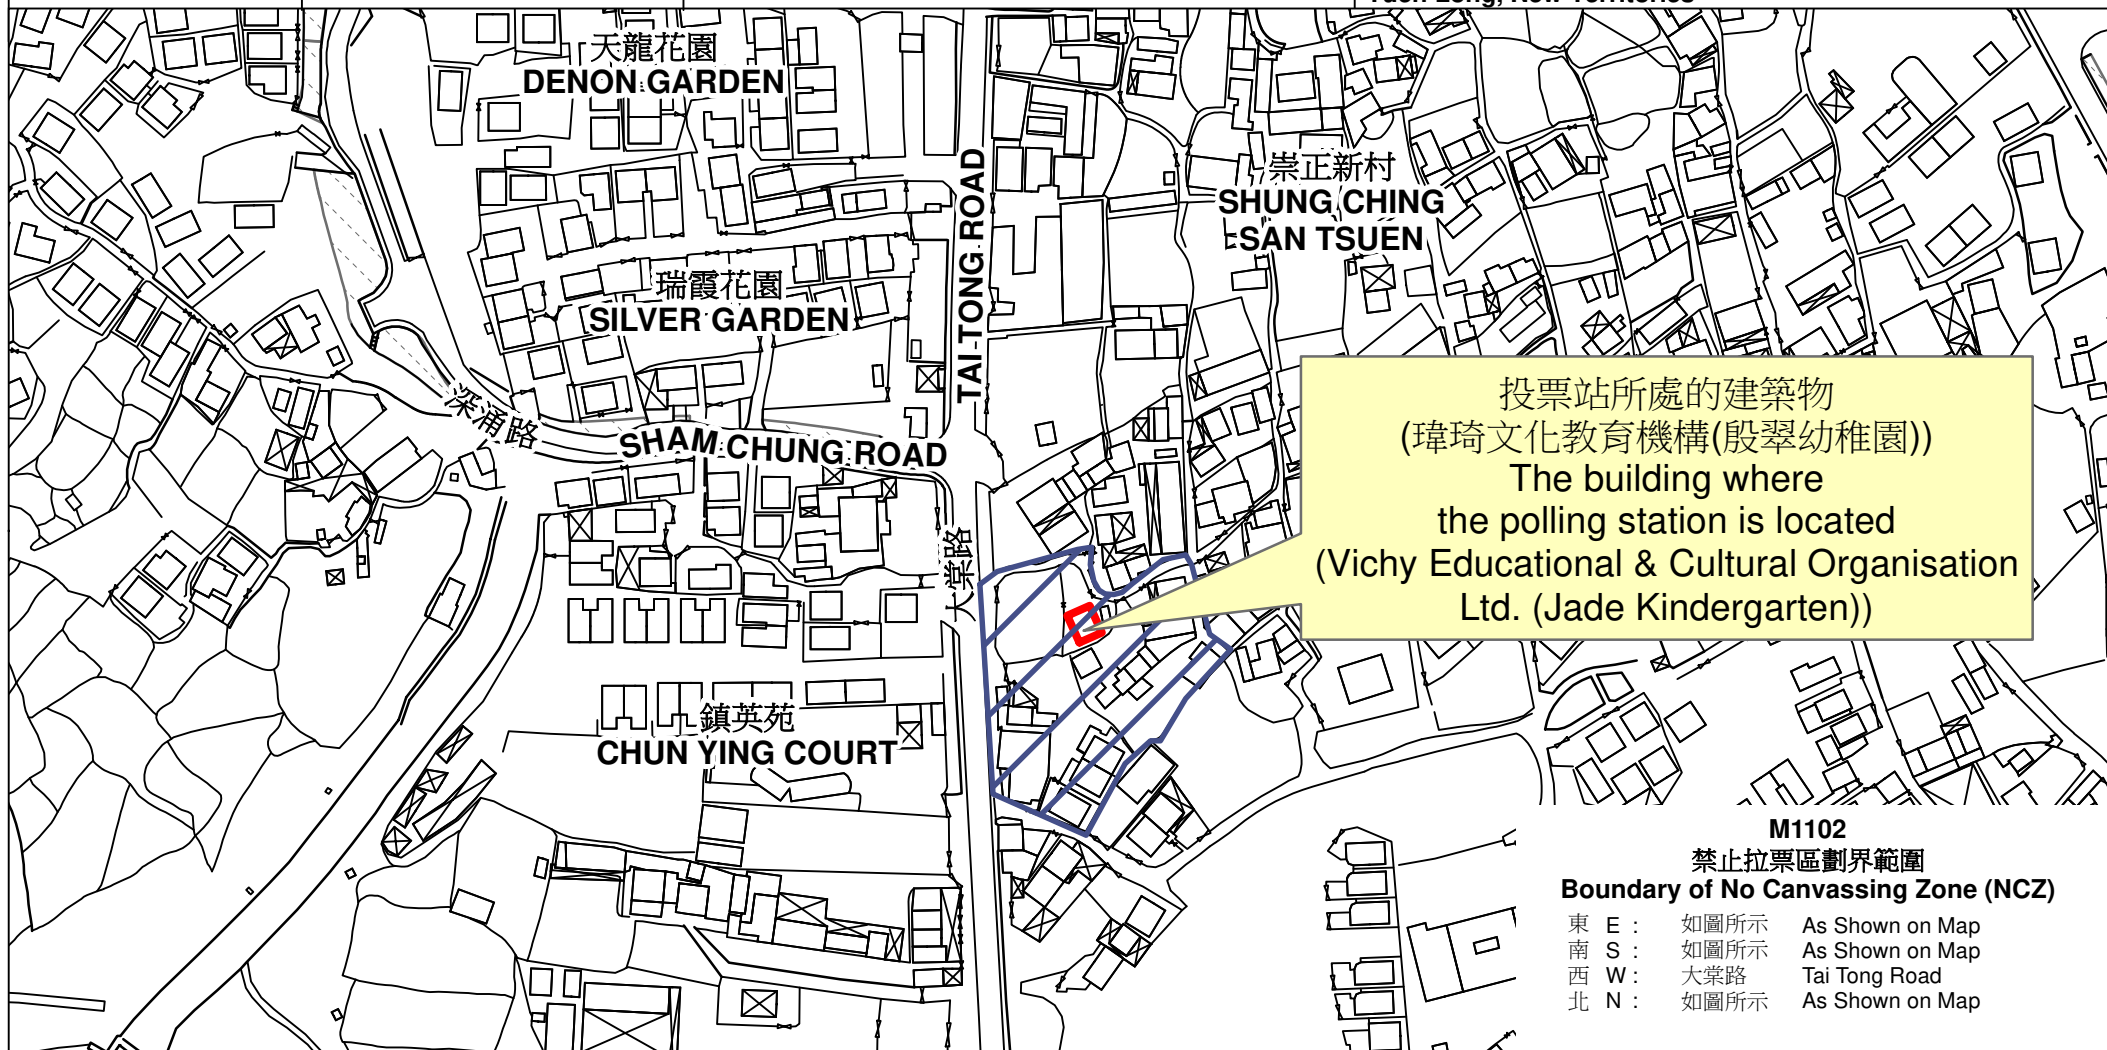 Yuen Long, New Territories
天龍花園
DENON GARDEN
崇正新村
SHUNG CHING
SAN TSUEN
TAI TONG ROAD
瑞霞花園
SILVER GARDEN
深涌路
SHAM CHUNG ROAD
大棠路
投票站所處的建築物
(瑋琦文化教育機構(殷翠幼稚園))
The building where
the polling station is located
(Vichy Educational & Cultural Organisation
Ltd. (Jade Kindergarten))
鎮英苑
CHUN YING COURT
M1102
禁止拉票區劃界範圍
Boundary of No Canvassing Zone (NCZ)
東 E : 如圖所示 As Shown on Map
南 S : 如圖所示 As Shown on Map
西 W : 大棠路 Tai Tong Road
北 N : 如圖所示 As Shown on Map